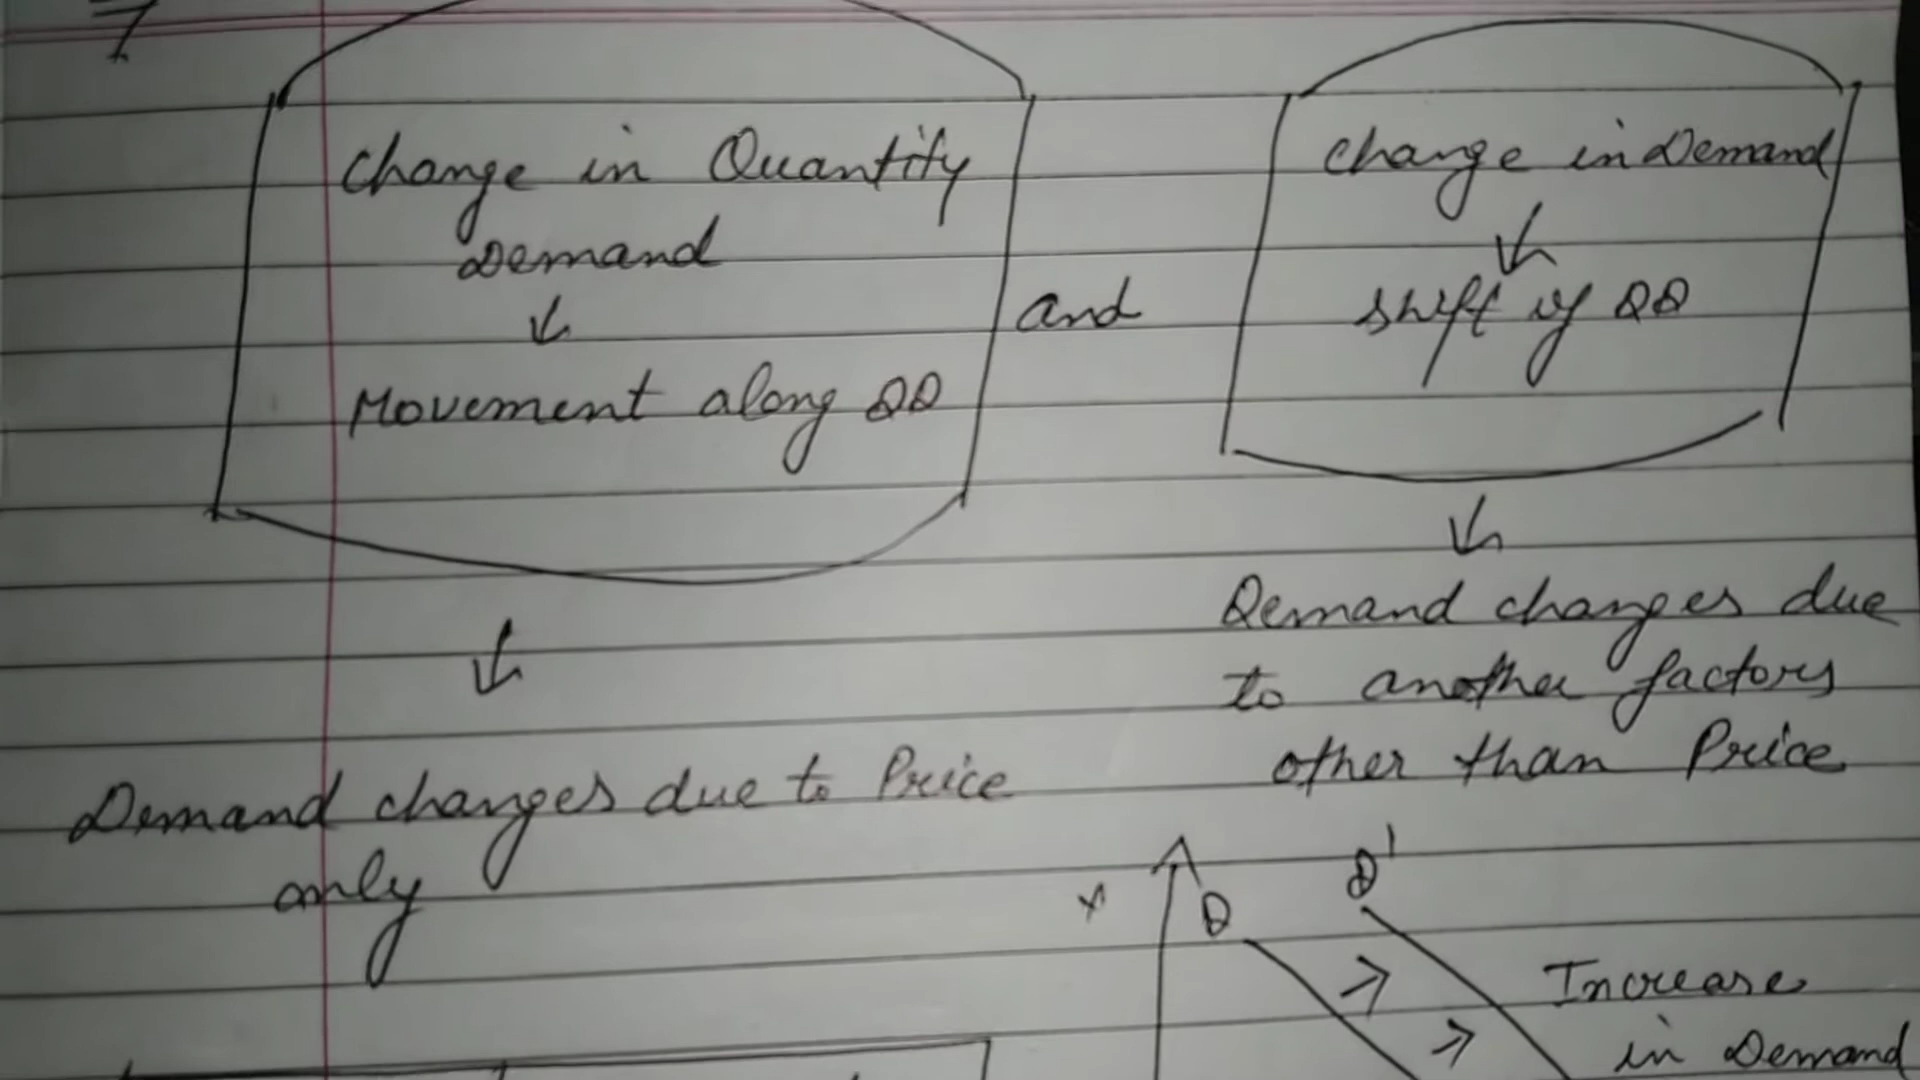 7
Change in Quantity
Demand
Movement along DD
and
Change in Demand
shift of DD
Demand changes due to Price
only
Demand changes due
to another factors
other than Price
Y
D
D'
Increase
in Demand